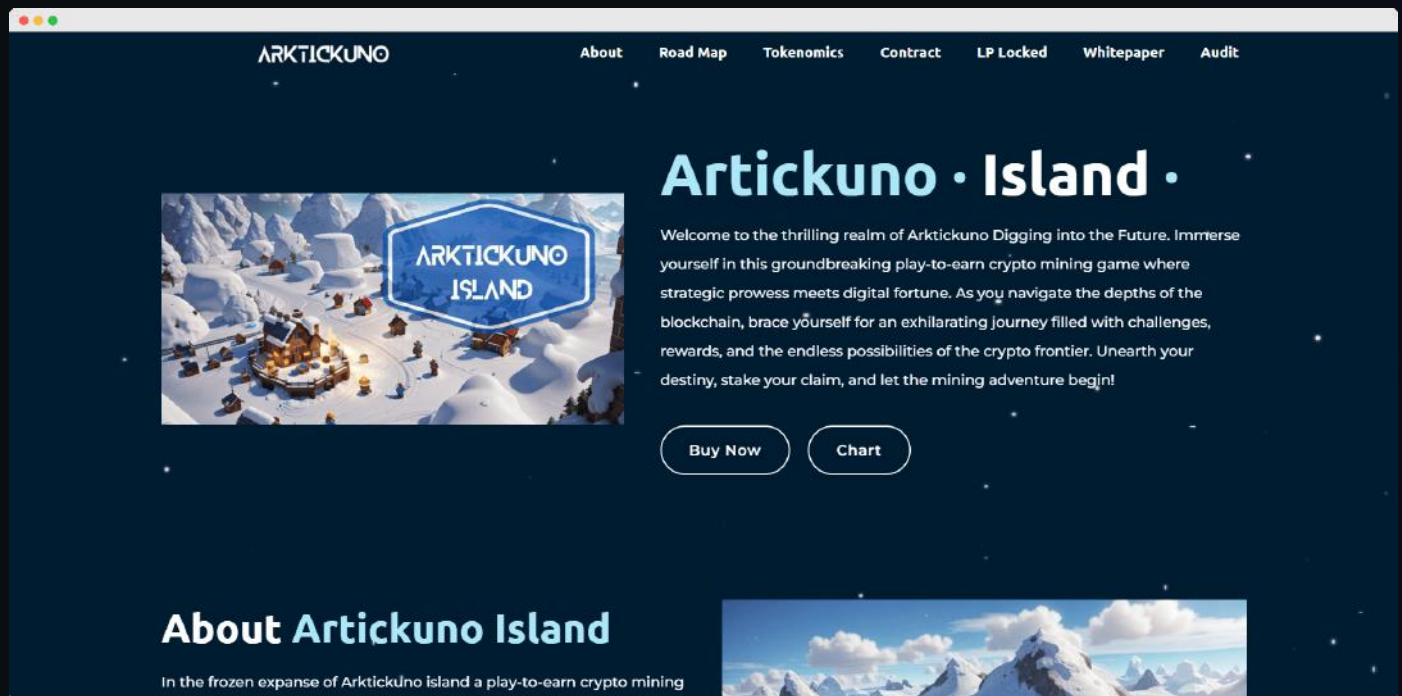 ARKTICKUNO
About Road Map Tokenomics Contract LP Locked Whitepaper Audit
ARKTICKUNO
ISLAND
Artickuno · Island ·
Welcome to the thrilling realm of Arktickuno Digging into the Future. Immerse
yourself in this groundbreaking play-to-earn crypto mining game where
strategic prowess meets digital fortune. As you navigate the depths of the
blockchain, brace yourself for an exhilarating journey filled with challenges,
rewards, and the endless possibilities of the crypto frontier. Unearth your
destiny, stake your claim, and let the mining adventure begin!
Buy Now Chart
About Artickuno Island
In the frozen expanse of Arktickuno island a play-to-earn crypto mining